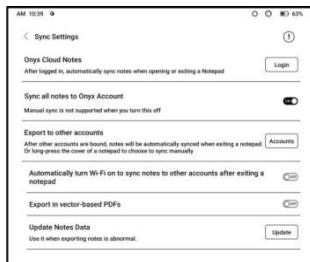 AM 10:39
63%
Sync Settings
Onyx Cloud Notes
After logged in, automatically sync notes when opening or exiting a Notepad
Login
Sync all notes to Onyx Account
Manual sync is not supported when you turn this off
ON
Export to other accounts
After other accounts are bound, notes will be automatically synced when exiting a notepad.
Or long-press the cover of a notepad to choose to sync manually
Accounts
Automatically turn Wi-Fi on to sync notes to other accounts after exiting a
notepad
OFF
Export in vector-based PDFs
OFF
Update Notes Data
Use it when exporting notes is abnormal.
Update